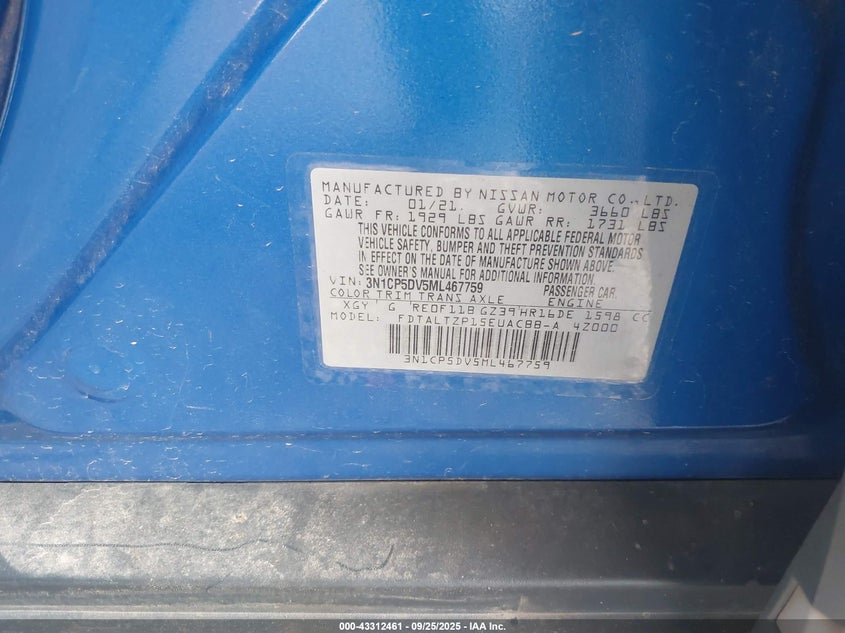 MANUFACTURED BY NISSAN MOTOR CO., LTD.
DATE: 01/21. GVWR: 3660 LBS
GAWR FR: 1929 LBS GAWR RR: 1731 LBS
THIS VEHICLE CONFORMS TO ALL APPLICABLE FEDERAL MOTOR
VEHICLE SAFETY, BUMPER AND THEFT PREVENTION STANDARDS
IN EFFECT ON THE DATE OF MANUFACTURE SHOWN ABOVE.
SEE OWNER'S MANUAL FOR ADDITIONAL INFORMATION.
VIN: 3N1CP5DV5ML467759 PASSENGER CAR.
COLOR TRIM TRANS AXLE ENGINE
XGY G RE0F11B GZ39 HR16DE 1598 CC
MODEL: FDTALTZP15EUACBB-A 4Z000
3N1CP5DV5ML467759
000-43312461 - 09/25/2025 - IAA Inc.